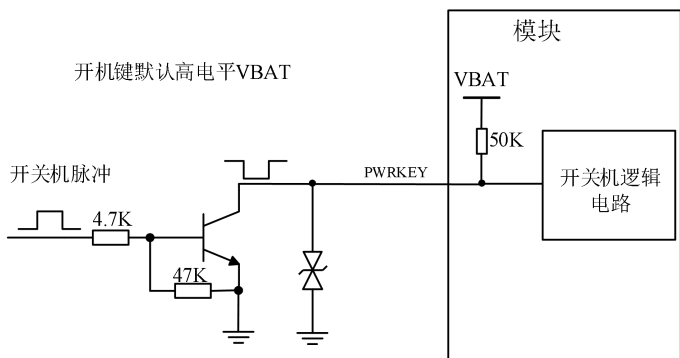 模块
开机键默认高电平VBAT
VBAT
50K
PWRKEY
开关机脉冲
开关机逻辑
电路
4.7K
47K